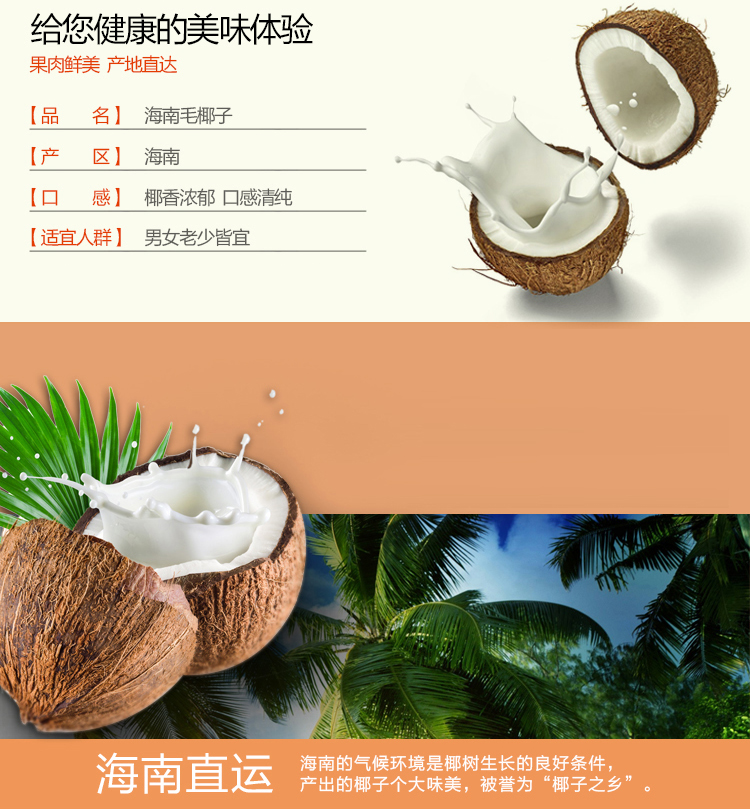 给您健康的美味体验
果肉鲜美 产地直达
【品 名】 海南毛椰子
【产 区】 海南
【口 感】 椰香浓郁 口感清纯
【适宜人群】 男女老少皆宜
海南直运
海南的气候环境是椰树生长的良好条件，
产出的椰子个大味美，被誉为“椰子之乡”。